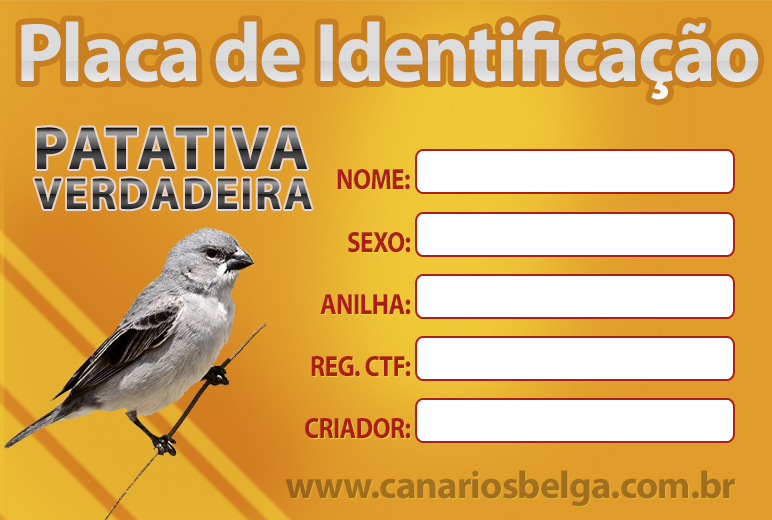 Placa de Identificação
PATATIVA
VERDADEIRA
NOME:
SEXO:
ANILHA:
REG. CTF:
CRIADOR:
www.canariosbelga.com.br